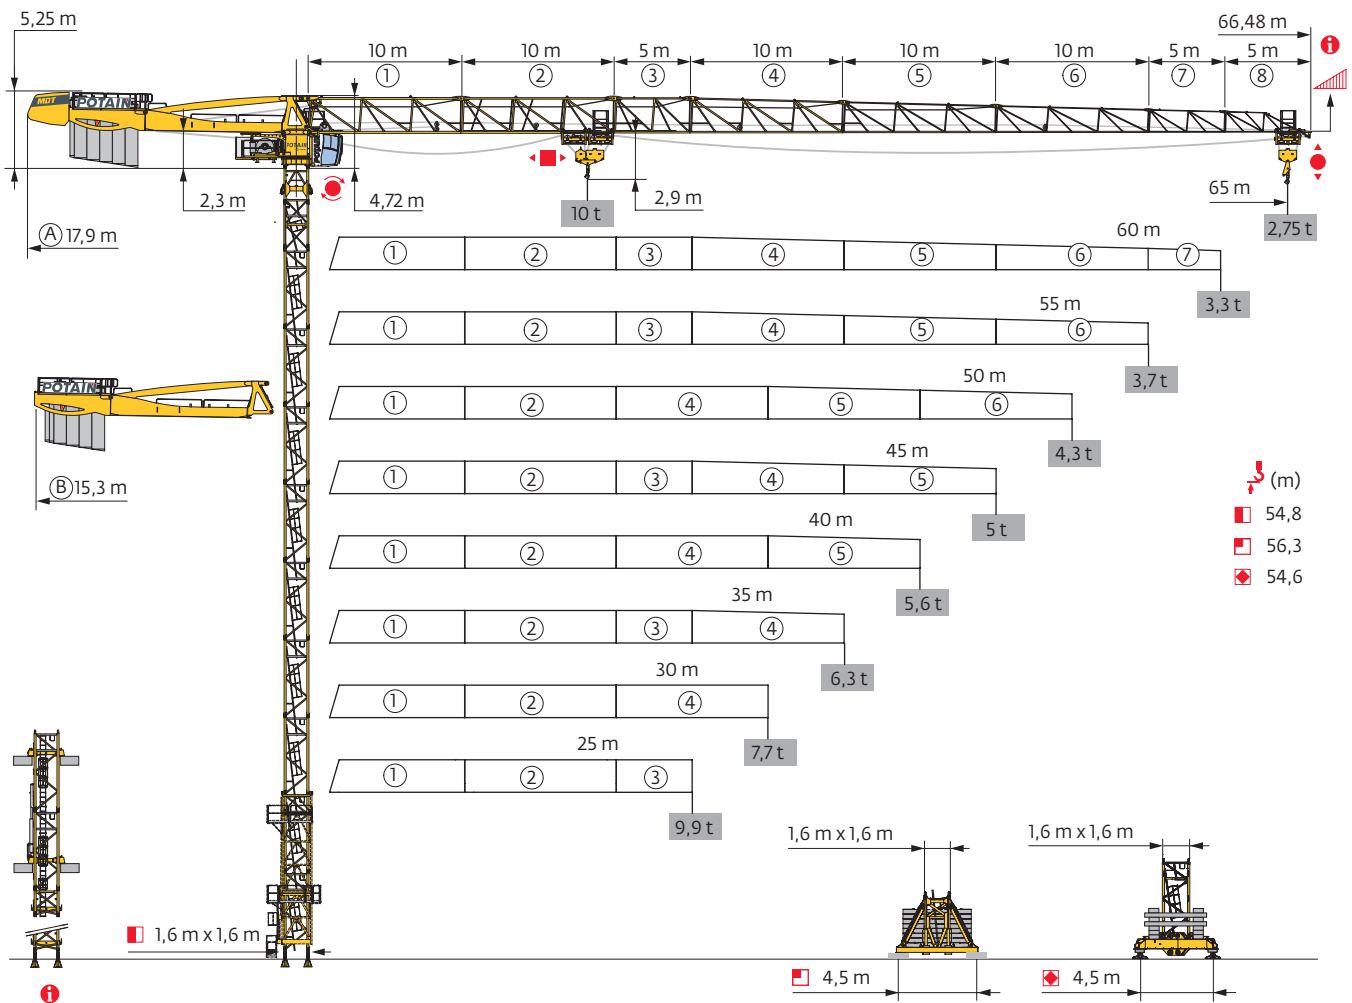 5,25 m
66,48 m
10 m 10 m 5 m 10 m 10 m 10 m 5 m 5 m
i
1 2 3 4 5 6 7 8
MDT POTAIN
POTAIN
2,3 m
4,72 m
2,9 m
65 m
10 t
2,75 t
A 17,9 m
60 m
1 2 3 4 5 6 7
3,3 t
55 m
1 2 3 4 5 6
3,7 t
POTAIN
50 m
1 2 4 5 6
4,3 t
B 15,3 m
45 m
1 2 3 4 5
5 t
(m)
54,8
56,3
54,6
40 m
1 2 4 5
5,6 t
35 m
1 2 3 4
6,3 t
30 m
1 2 4
7,7 t
25 m
1 2 3
9,9 t
1,6 m x 1,6 m
1,6 m x 1,6 m
1,6 m x 1,6 m
4,5 m
4,5 m
i